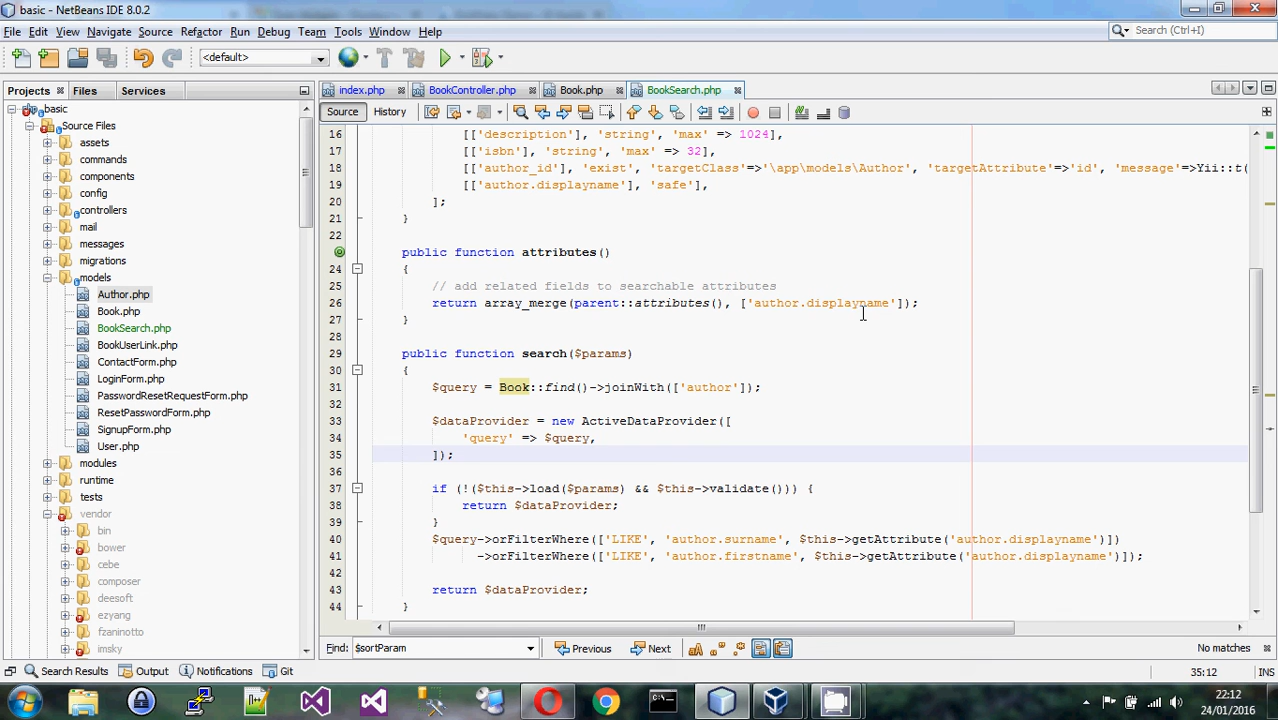 basic - NetBeans IDE 8.0.2
File Edit View Navigate Source Refactor Run Debug Team Tools Window Help
Search (Ctrl+I)
<default>
Projects Files Services
index.php BookController.php Book.php BookSearch.php
Source History
basic
Source Files
assets
commands
components
config
controllers
mail
messages
migrations
models
Author.php
Book.php
BookSearch.php
BookUserLink.php
ContactForm.php
LoginForm.php
PasswordResetRequestForm.php
ResetPasswordForm.php
SignupForm.php
User.php
modules
runtime
tests
vendor
bin
bower
cebe
composer
deesoft
ezyang
fzaninotto
imsky
16 [['description'], 'string', 'max' => 1024],
17 [['isbn'], 'string', 'max' => 32],
18 [['author_id'], 'exist', 'targetClass'=>'\app\models\Author', 'targetAttribute'=>'id', 'message'=>Yii::t(
19 [['author.displayname'], 'safe'],
20 ];
21 }
22
public function attributes()
24 {
25 // add related fields to searchable attributes
26 return array_merge(parent::attributes(), ['author.displayname']);
27 }
28
29 public function search($params)
30 {
31 $query = Book::find()->joinWith(['author']);
32
33 $dataProvider = new ActiveDataProvider([
34 'query' => $query,
35 ]);
36
37 if (!($this->load($params) && $this->validate())) {
38 return $dataProvider;
39 }
40 $query->orFilterWhere(['LIKE', 'author.surname', $this->getAttribute('author.displayname')])
41 ->orFilterWhere(['LIKE', 'author.firstname', $this->getAttribute('author.displayname')]);
42
43 return $dataProvider;
44 }
Find: $sortParam Previous Next No matches
Search Results Output Notifications Git 35:12 INS
22:12
24/01/2016